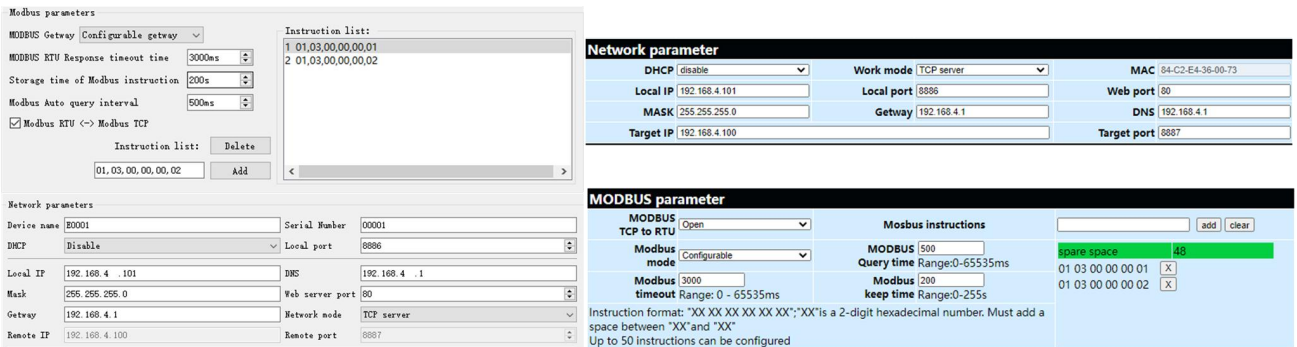 Modbus parameters
MODBUS Getway Configurable getway
MODBUS RTU Response timeout time 3000ms
Storage time of Modbus instruction 200s
Modbus Auto query interval 500ms
Modbus RTU <-> Modbus TCP
Instruction list: Delete
01,03,00,00,00,02 Add
Instruction list:
1 01,03,00,00,00,01
2 01,03,00,00,00,02
Network parameters
Device name E0001 Serial Number 00001
DHCP Disable Local port 8886
Local IP 192.168.4 .101 DNS 192.168.4 .1
Mask 255.255.255.0 Web server port 80
Getway 192.168.4.1 Network mode TCP server
Remote IP 192.168.4.100 Remote port 8887
Network parameter
DHCP disable Work mode TCP server MAC 84-C2-E4-36-00-73
Local IP 192.168.4.101 Local port 8886 Web port 80
MASK 255.255.255.0 Getway 192.168.4.1 DNS 192.168.4.1
Target IP 192.168.4.100 Target port 8887
MODBUS parameter
MODBUS
TCP to RTU Open Mosbus instructions add clear
Modbus
mode Configurable MODBUS 500
Query time Range:0-65535ms
spare space 48
01 03 00 00 00 01 X
01 03 00 00 00 02 X
Modbus 3000
timeout Range: 0 - 65535ms
Modbus 200
keep time Range:0-255s
Instruction format: "XX XX XX XX XX XX";"XX"is a 2-digit hexadecimal number. Must add a
space between "XX"and "XX"
Up to 50 instructions can be configured